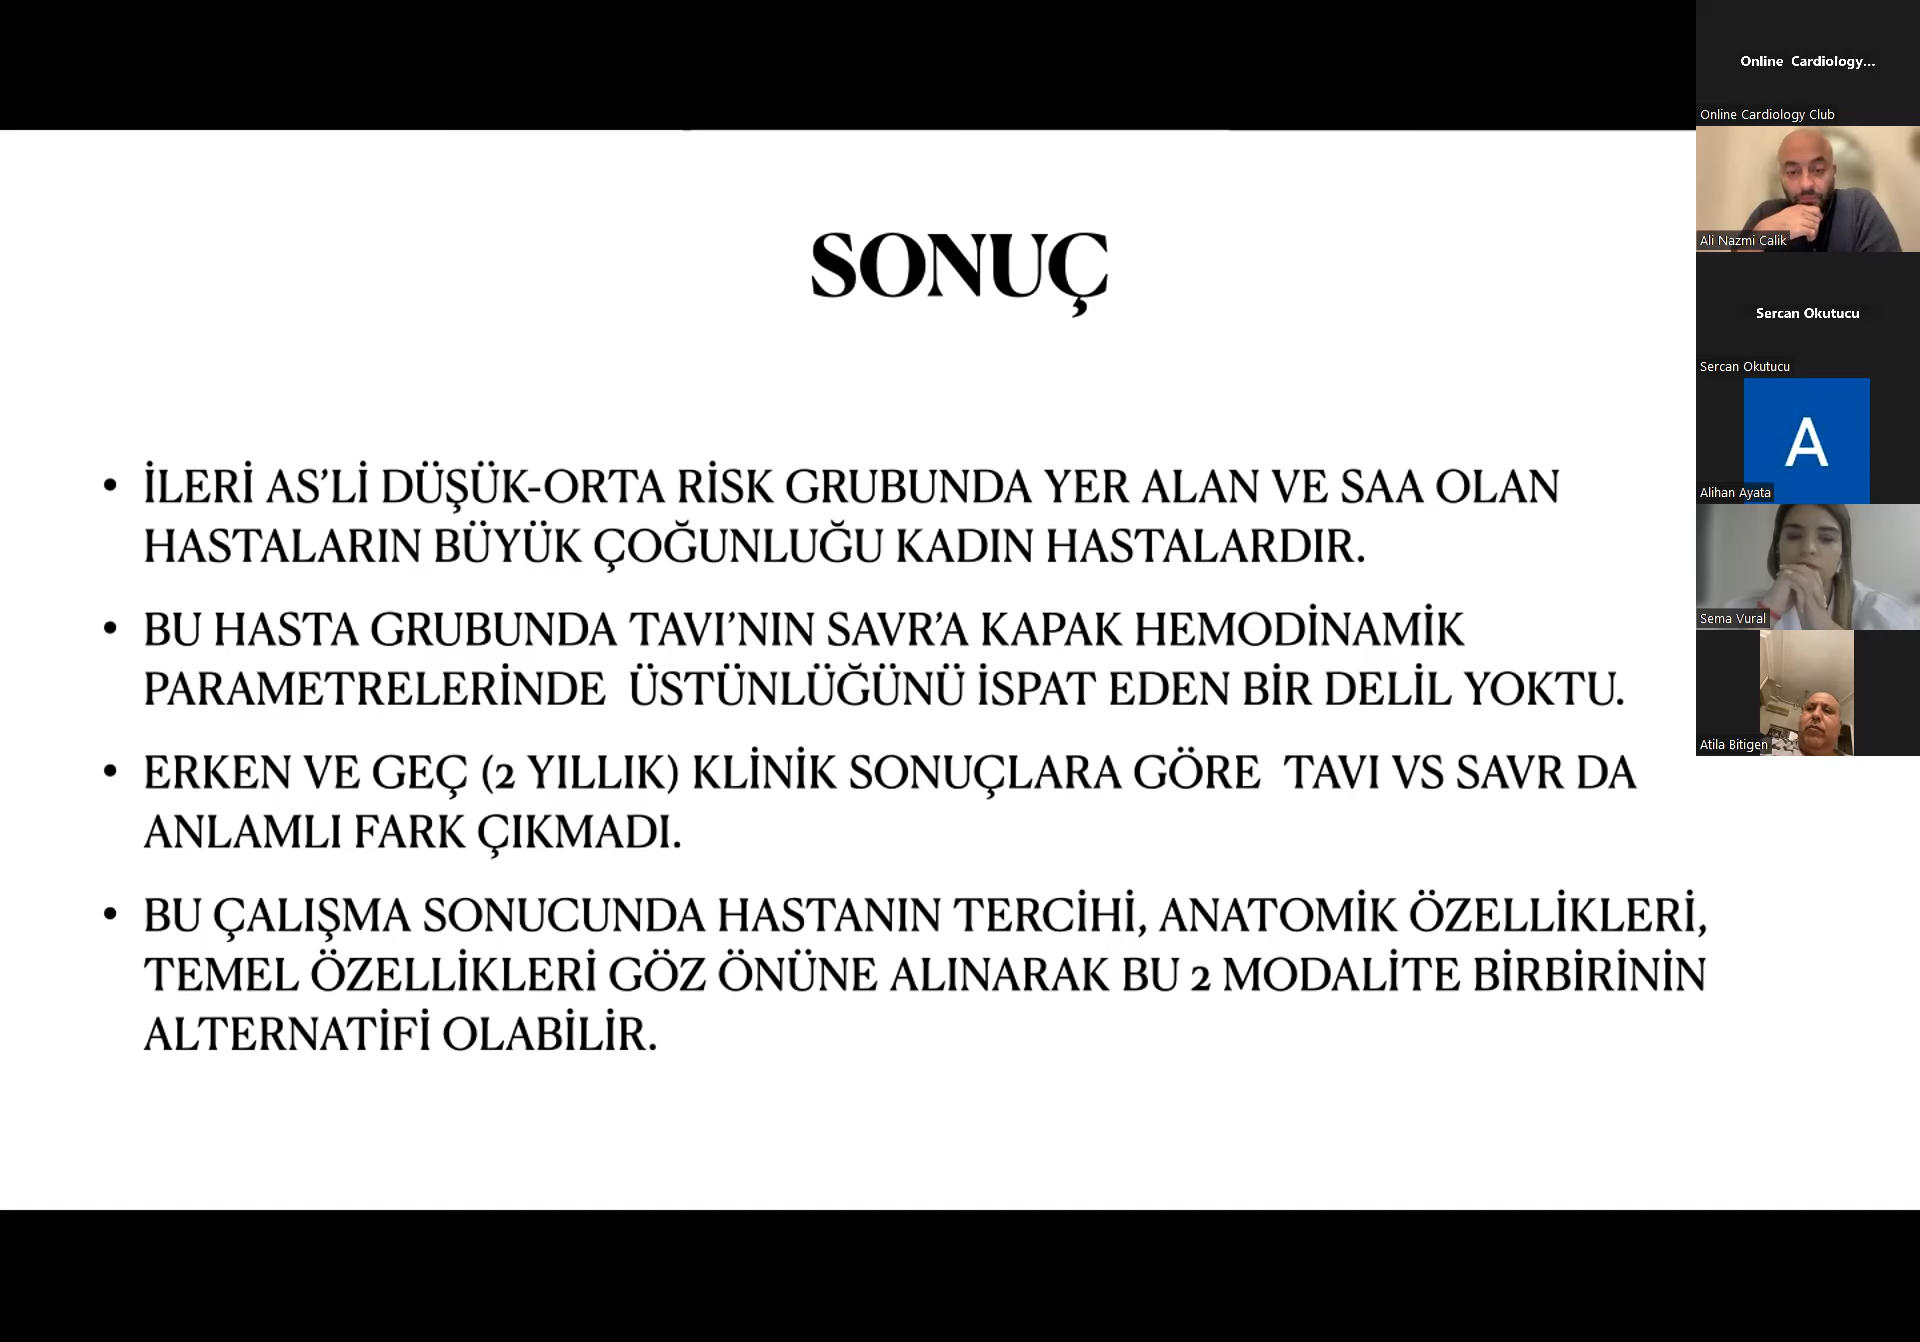 SONUÇ
• İLERİ AS’Lİ DÜŞÜK-ORTA RİSK GRUBUNDA YER ALAN VE SAA OLAN
HASTALARIN BÜYÜK ÇOĞUNLUĞU KADIN HASTALARDIR.
• BU HASTA GRUBUNDA TAVI’NIN SAVR’A KAPAK HEMODİNAMİK
PARAMETRELERİNDE ÜSTÜNLÜĞÜNÜ İSPAT EDEN BİR DELİL YOKTU.
• ERKEN VE GEÇ (2 YILLIK) KLİNİK SONUÇLARA GÖRE TAVI VS SAVR DA
ANLAMLI FARK ÇIKMADI.
• BU ÇALIŞMA SONUCUNDA HASTANIN TERCİHİ, ANATOMİK ÖZELLİKLERİ,
TEMEL ÖZELLİKLERİ GÖZ ÖNÜNE ALINARAK BU 2 MODALİTE BİRBİRİNİN
ALTERNATİFİ OLABİLİR.
Online Cardiology...
Online Cardiology Club
Ali Nazmi Calik
Sercan Okutucu
Sercan Okutucu
A
Alihan Ayata
Sema Vural
Atila Bitigen